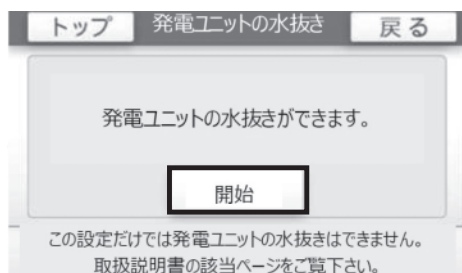 トップ 発電ユニットの水抜き 戻る
発電ユニットの水抜きができます。
開始
この設定だけでは発電ユニットの水抜きはできません。
取扱説明書の該当ページをご覧下さい。